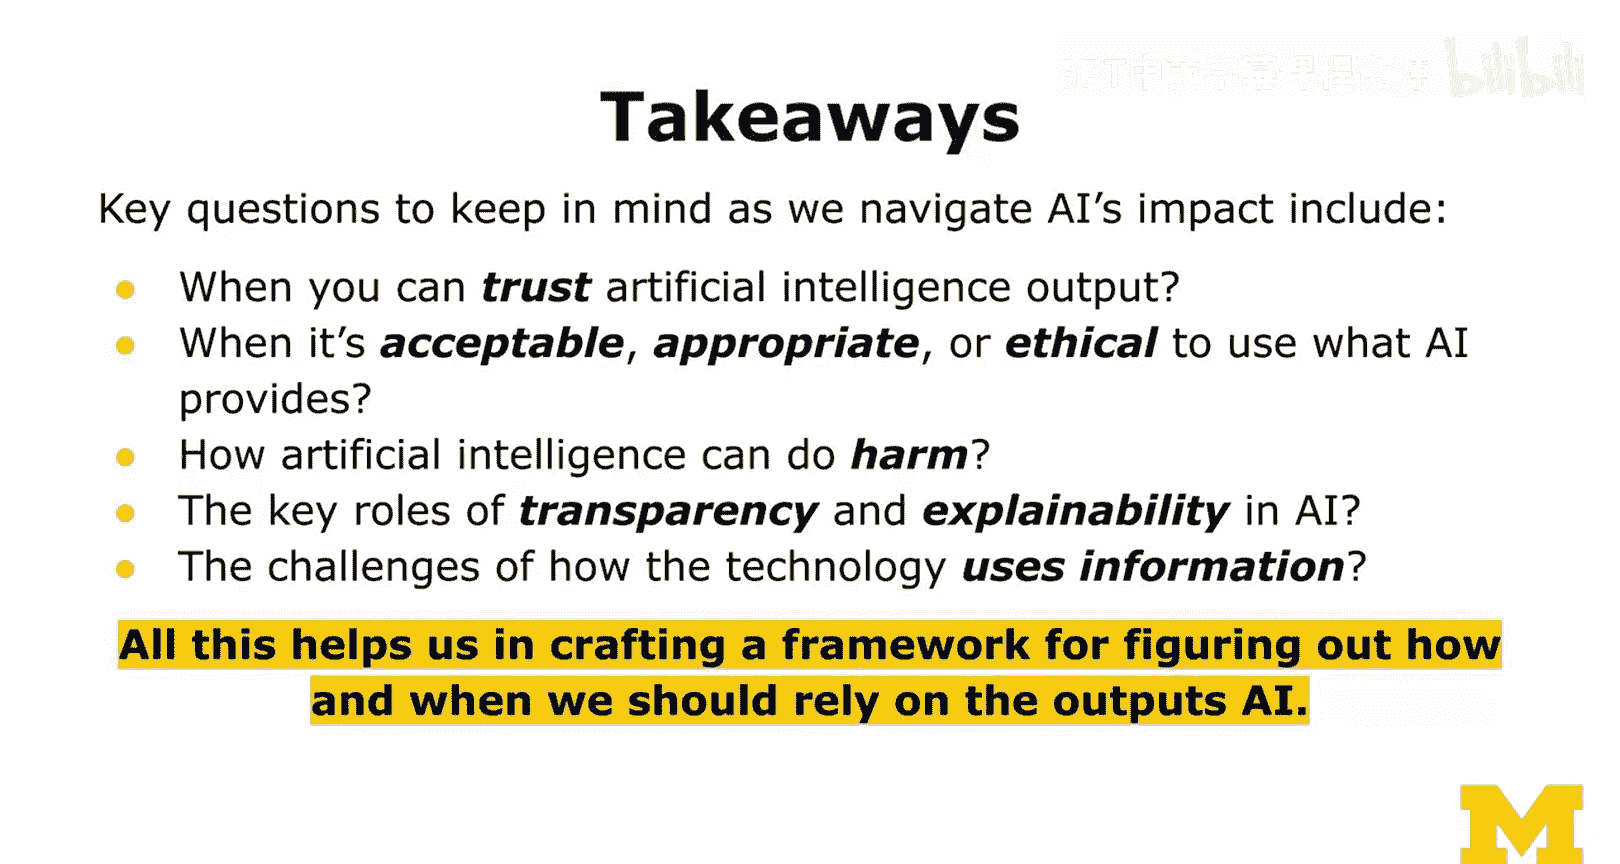 bilibili
Takeaways
Key questions to keep in mind as we navigate AI’s impact include:
● When you can trust artificial intelligence output?
● When it’s acceptable, appropriate, or ethical to use what AI
provides?
● How artificial intelligence can do harm?
● The key roles of transparency and explainability in AI?
● The challenges of how the technology uses information?
All this helps us in crafting a framework for figuring out how
and when we should rely on the outputs AI.
M